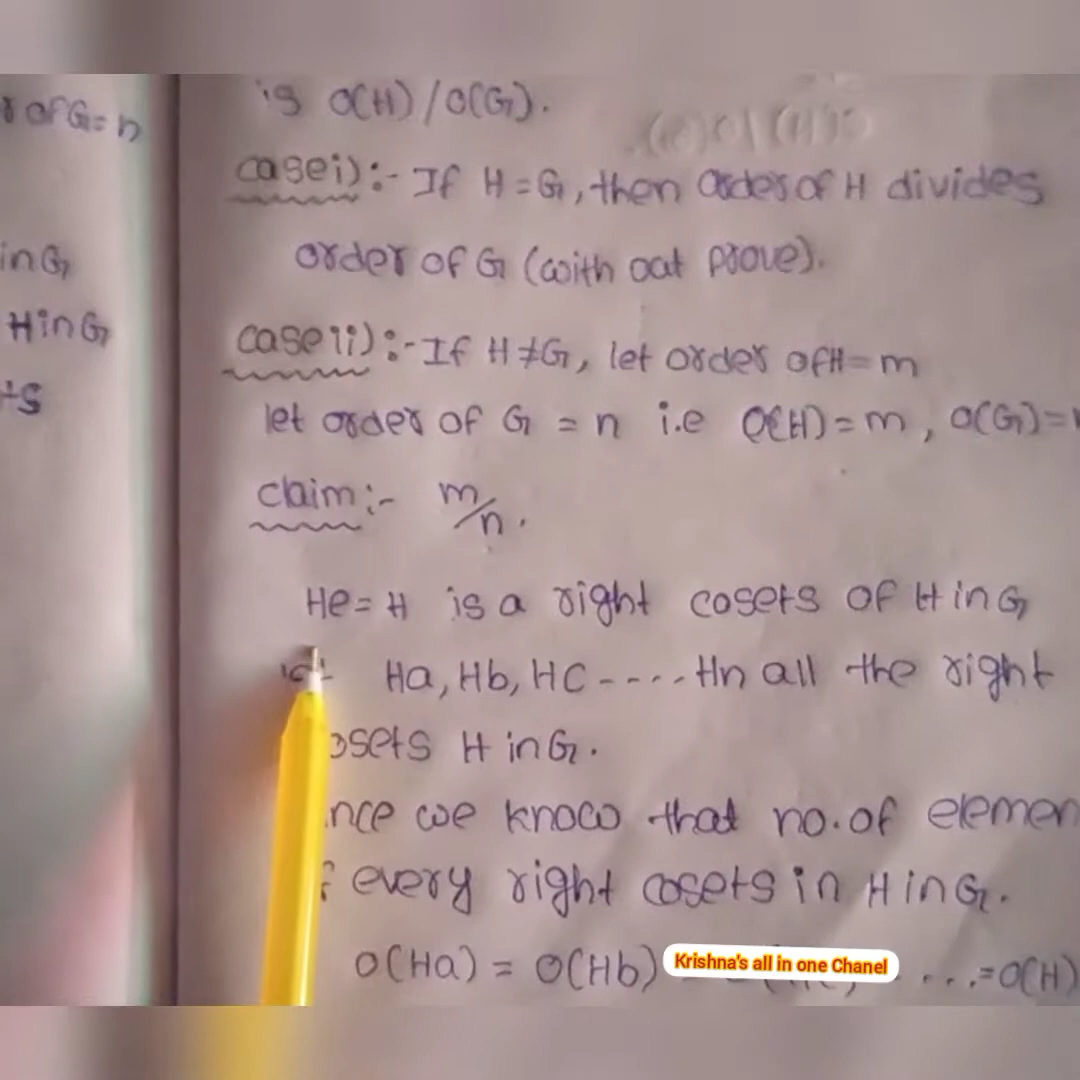 r of G = n
in G
H in G
ts
is O(H) / O(G).
case i) :- If H = G, then order of H divides
order of G (with out prove).
case ii) :- If H ≠ G, let order of H = m
let order of G = n i.e O(H) = m, O(G) =
claim :- m/n.
He = H is a right cosets of H in G
Ha, Hb, HC ---- Hn all the right
osets H in G.
nce we know that no. of elemen
every right cosets in H in G.
O(Ha) = O(Hb) ... = O(H)
Krishna's all in one Chanel